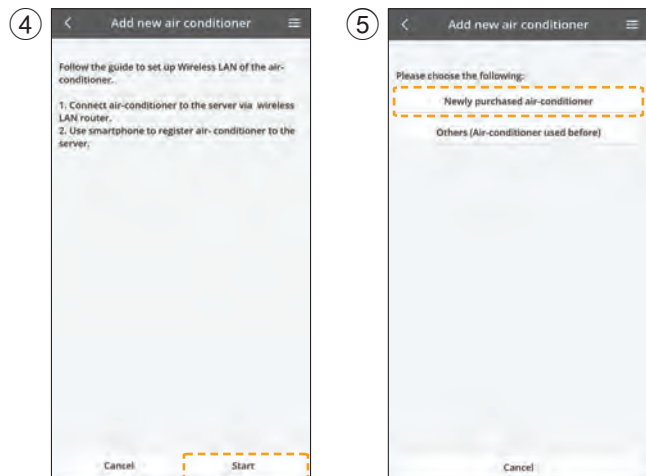 ④
Add new air conditioner
Follow the guide to set up Wireless LAN of the air-
conditioner.
1. Connect air-conditioner to the server via wireless
LAN router.
2. Use smartphone to register air- conditioner to the
server.
Cancel
Start
⑤
Add new air conditioner
Please choose the following:
Newly purchased air-conditioner
Others (Air-conditioner used before)
Cancel